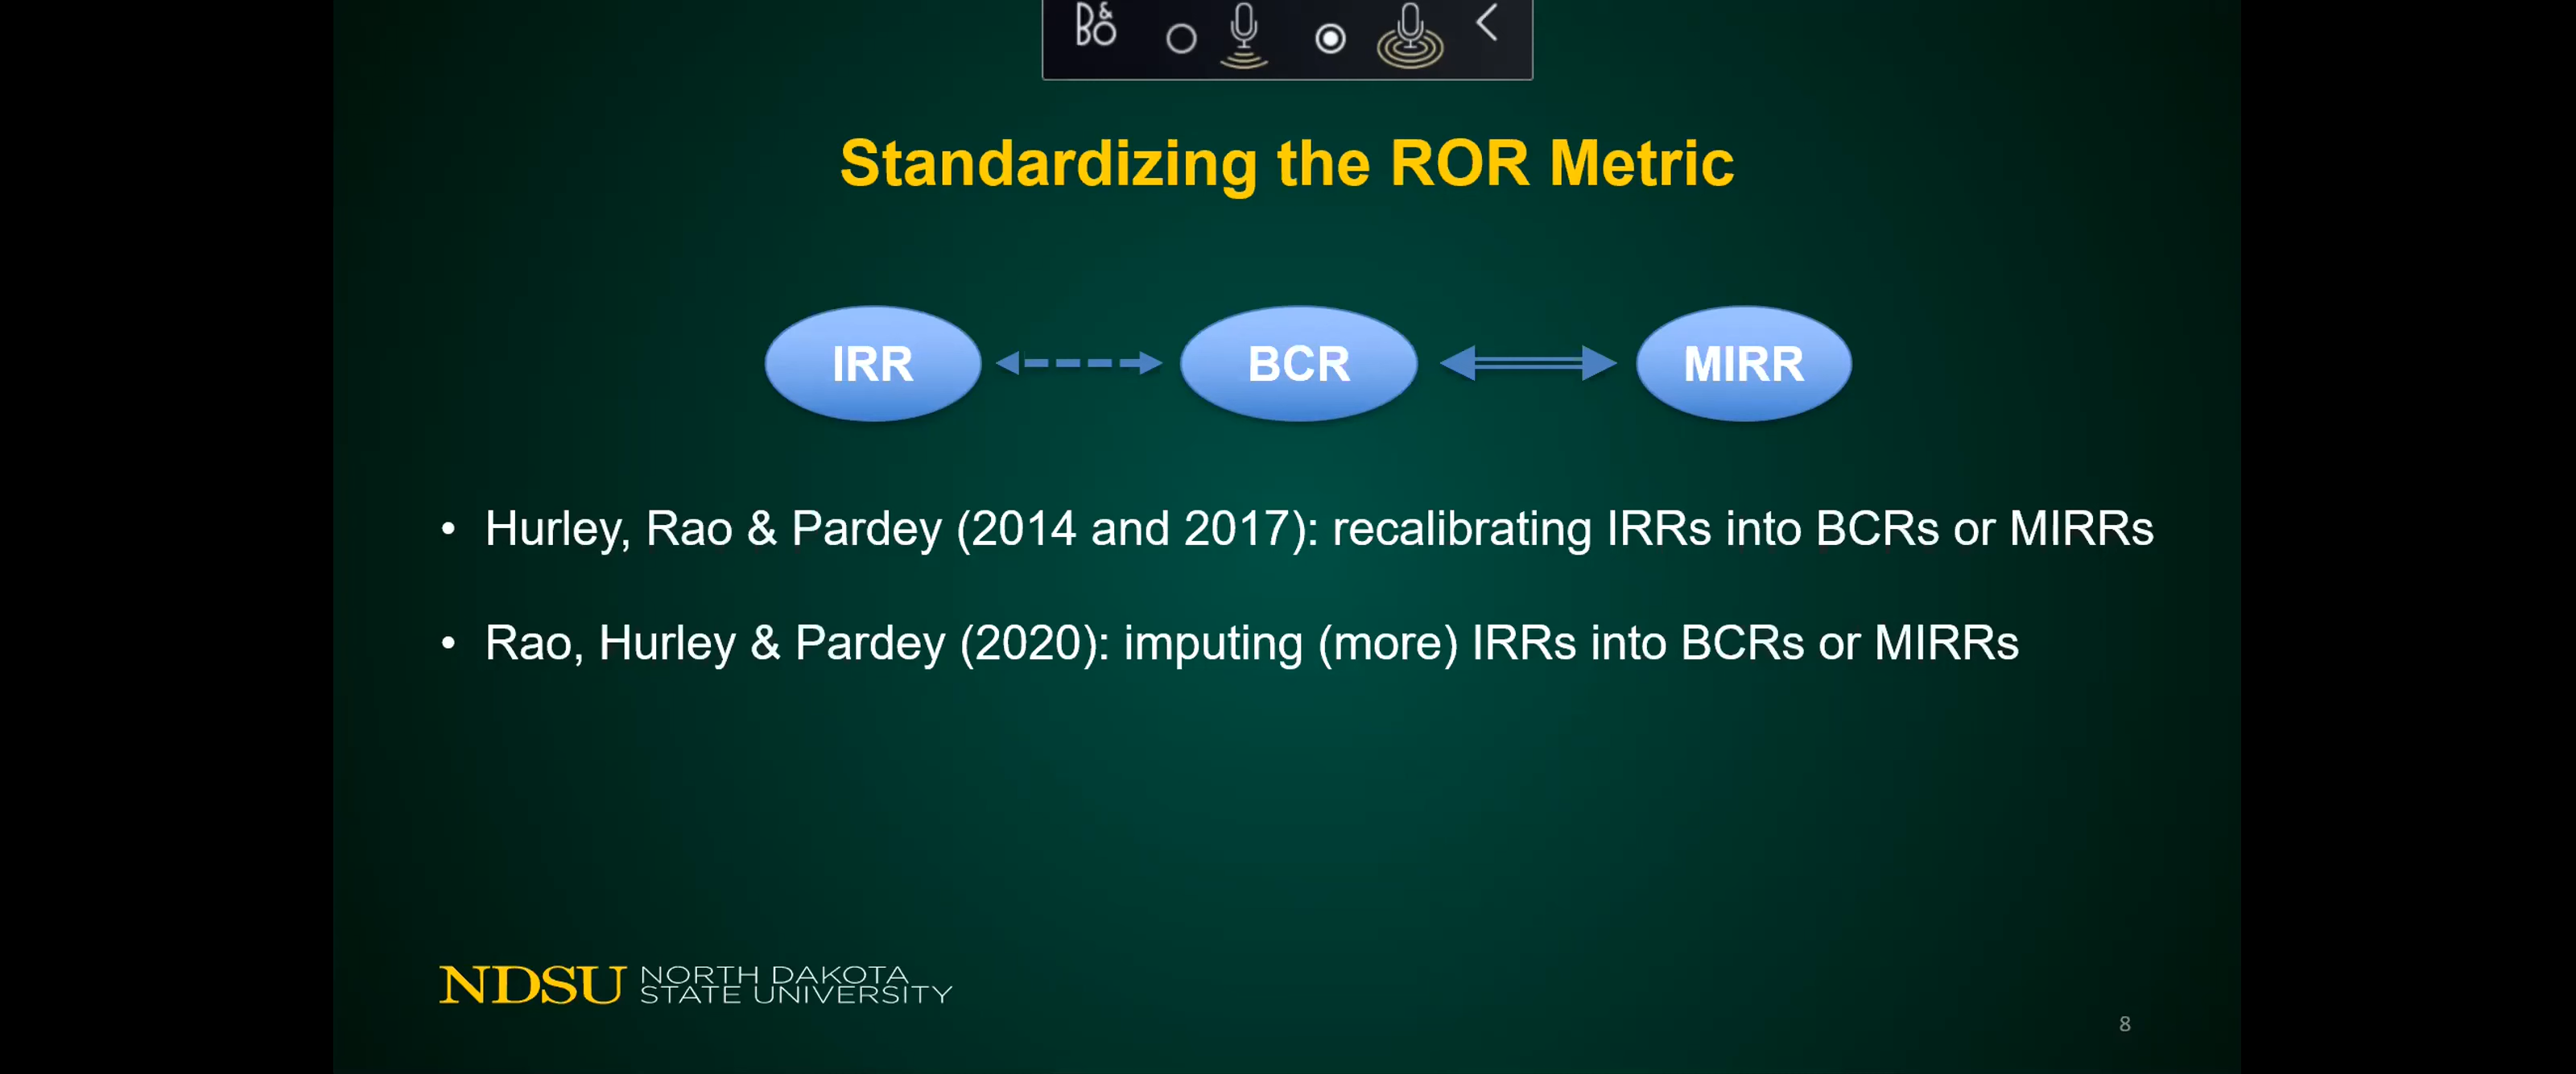 B&O
Standardizing the ROR Metric
IRR
BCR
MIRR
• Hurley, Rao & Pardey (2014 and 2017): recalibrating IRRs into BCRs or MIRRs
• Rao, Hurley & Pardey (2020): imputing (more) IRRs into BCRs or MIRRs
NDSU NORTH DAKOTA
STATE UNIVERSITY
8